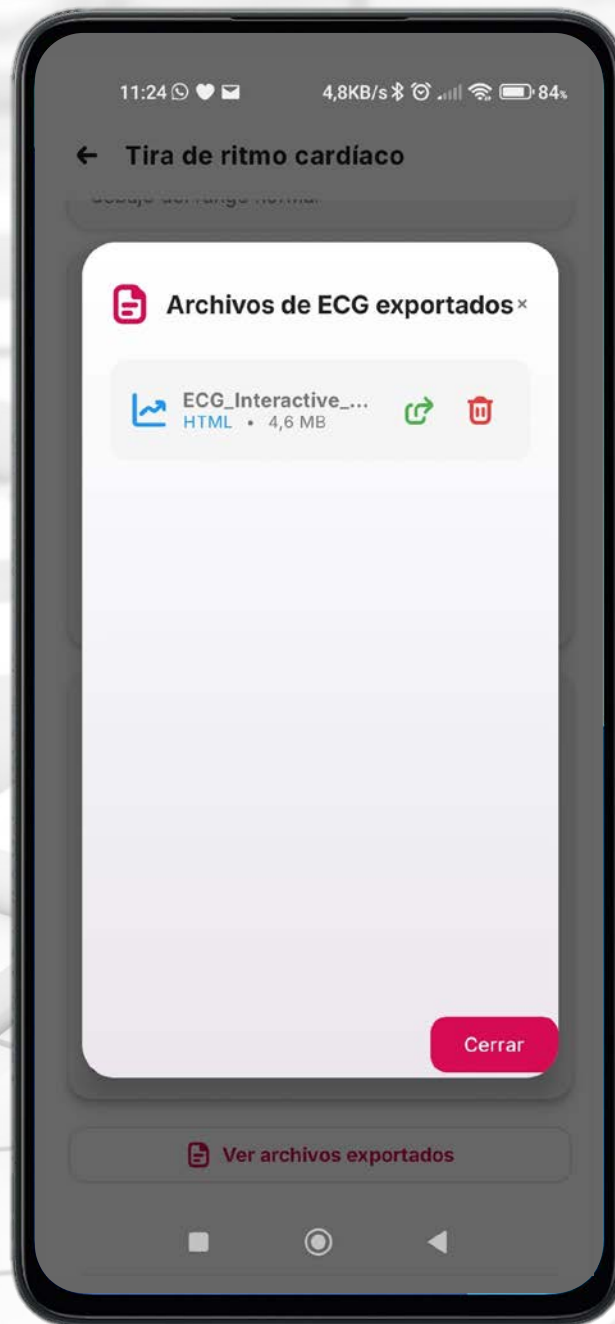 11:24 4,8KB/s 84%
Tira de ritmo cardíaco
Archivos de ECG exportados ×
ECG_Interactive_...
HTML • 4,6 MB
Cerrar
Ver archivos exportados